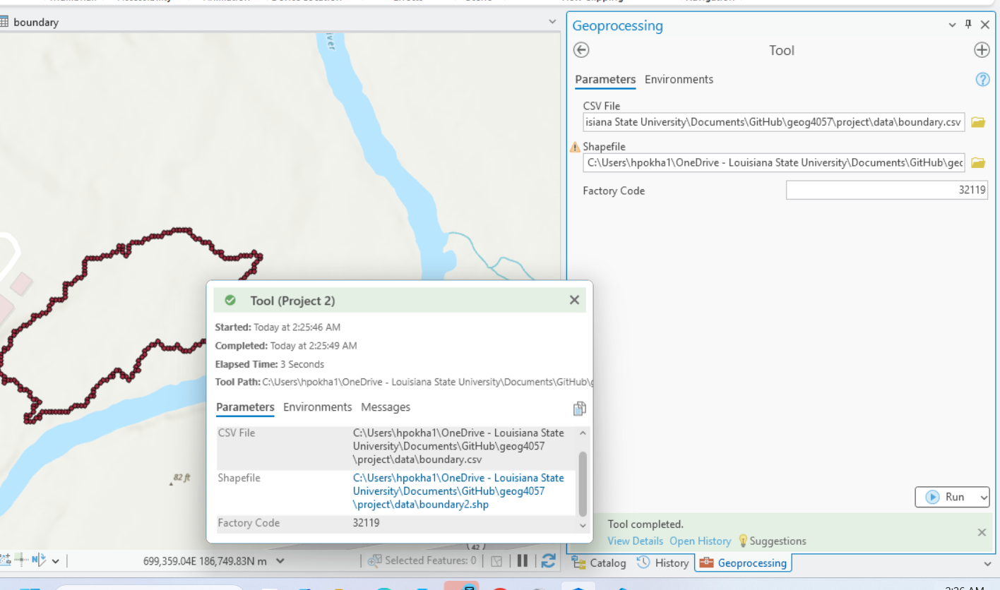 boundary
ver
82 ft
(42)
699,359.04E 186,749.83N m
Selected Features: 0
Geoprocessing
Tool
Parameters Environments
CSV File
isiana State University\Documents\GitHub\geog4057\project\data\boundary.csv
Shapefile
C:\Users\hpokha1\OneDrive - Louisiana State University\Documents\GitHub\gec
Factory Code 32119
Run
Tool completed.
View Details Open History Suggestions
Catalog History Geoprocessing
Tool (Project 2)
Started: Today at 2:25:46 AM
Completed: Today at 2:25:49 AM
Elapsed Time: 3 Seconds
Tool Path: C:\Users\hpokha1\OneDrive - Louisiana State University\Documents\GitHub\g
Parameters Environments Messages
CSV File C:\Users\hpokha1\OneDrive - Louisiana State
University\Documents\GitHub\geog4057
\project\data\boundary.csv
Shapefile C:\Users\hpokha1\OneDrive - Louisiana State
University\Documents\GitHub\geog4057
\project\data\boundary2.shp
Factory Code 32119